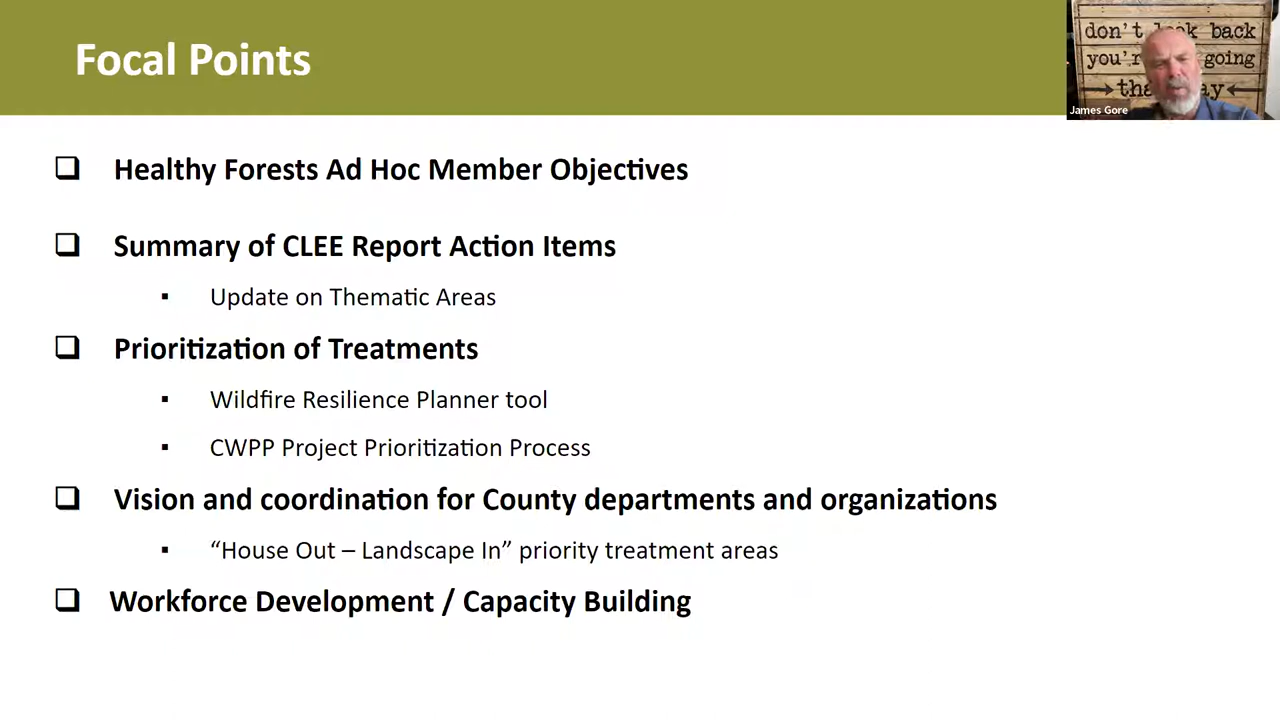 Focal Points
don't look back
you're going
that way
James Gore
❑ Healthy Forests Ad Hoc Member Objectives
❑ Summary of CLEE Report Action Items
▪ Update on Thematic Areas
❑ Prioritization of Treatments
▪ Wildfire Resilience Planner tool
▪ CWPP Project Prioritization Process
❑ Vision and coordination for County departments and organizations
▪ “House Out – Landscape In” priority treatment areas
❑ Workforce Development / Capacity Building